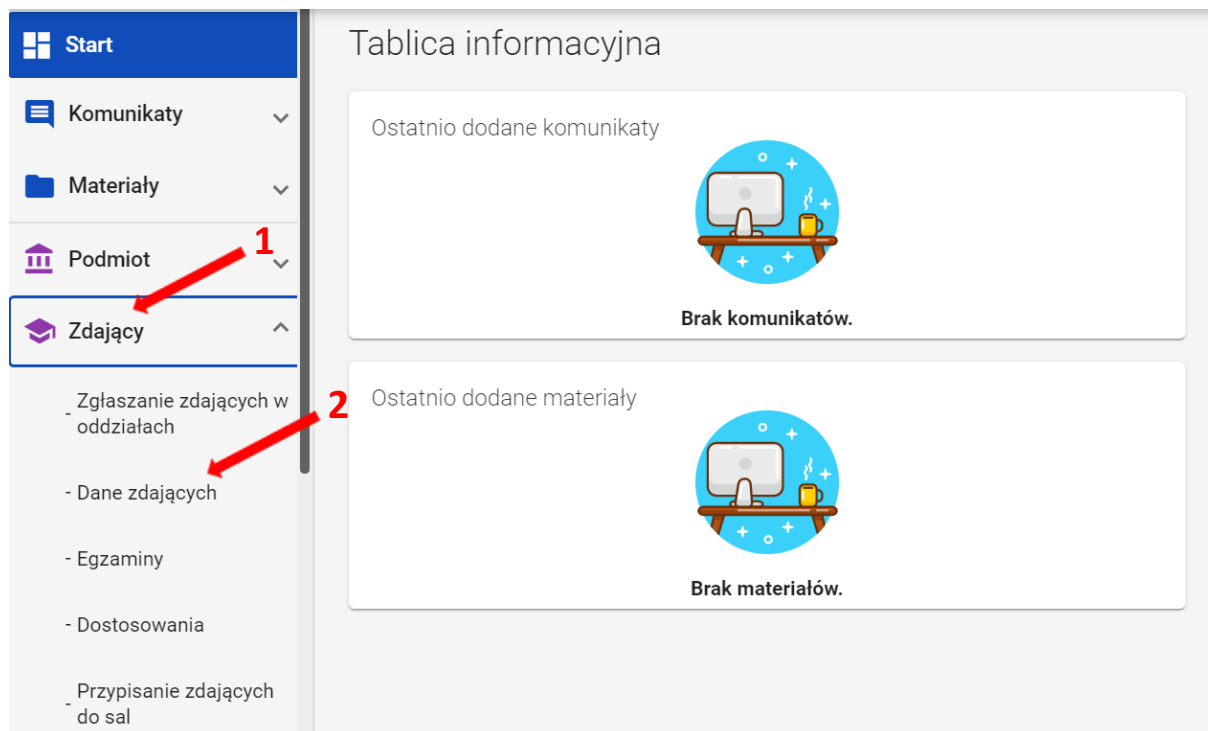 Start
Komunikaty
Materiały
Podmiot
1
Zdający
- Zgłaszanie zdających w
oddziałach
2
- Dane zdających
- Egzaminy
- Dostosowania
- Przypisanie zdających
do sal
Tablica informacyjna
Ostatnio dodane komunikaty
Brak komunikatów.
Ostatnio dodane materiały
Brak materiałów.